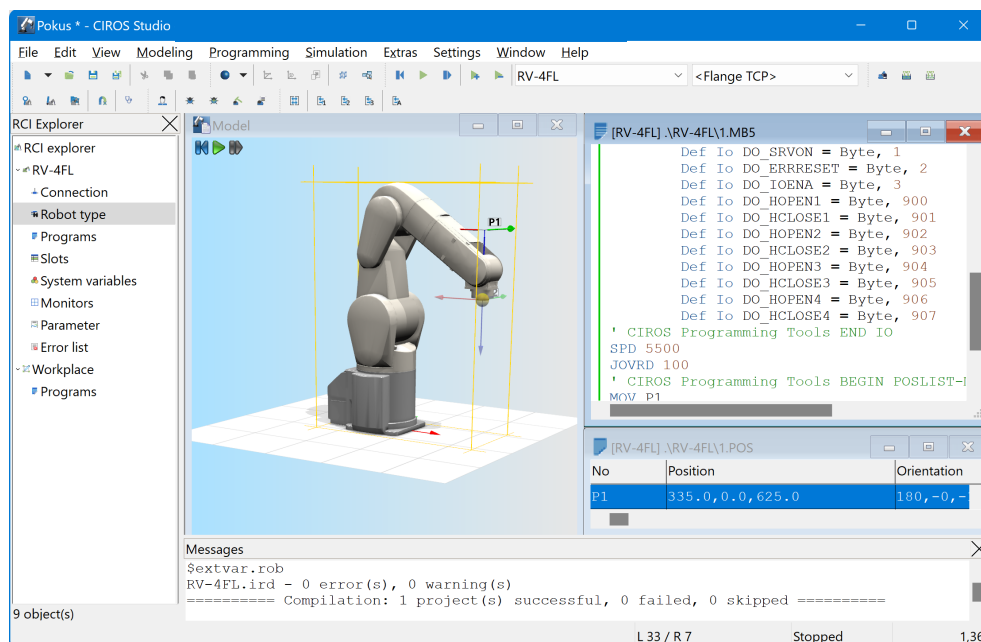 Pokus * - CIROS Studio
File Edit View Modeling Programming Simulation Extras Settings Window Help
RV-4FL <Flange TCP>
RCI Explorer
RCI explorer
RV-4FL
Connection
Robot type
Programs
Slots
System variables
Monitors
Parameter
Error list
Workplace
Programs
9 object(s)
Model
P1
[RV-4FL] .\RV-4FL\1.MB5
Def Io DO_SRVON = Byte, 1
Def Io DO_ERRRESET = Byte, 2
Def Io DO_IOENA = Byte, 3
Def Io DO_HOPEN1 = Byte, 900
Def Io DO_HCLOSE1 = Byte, 901
Def Io DO_HOPEN2 = Byte, 902
Def Io DO_HCLOSE2 = Byte, 903
Def Io DO_HOPEN3 = Byte, 904
Def Io DO_HCLOSE3 = Byte, 905
Def Io DO_HOPEN4 = Byte, 906
Def Io DO_HCLOSE4 = Byte, 907
' CIROS Programming Tools END IO
SPD 5500
JOVRD 100
' CIROS Programming Tools BEGIN POSLIST-
MOV P1
[RV-4FL] .\RV-4FL\1.POS
No Position Orientation
P1 335.0,0.0,625.0 180,-0,-
Messages
$extvar.rob
RV-4FL.ird - 0 error(s), 0 warning(s)
========== Compilation: 1 project(s) successful, 0 failed, 0 skipped ==========
L 33 / R 7 Stopped 1,36